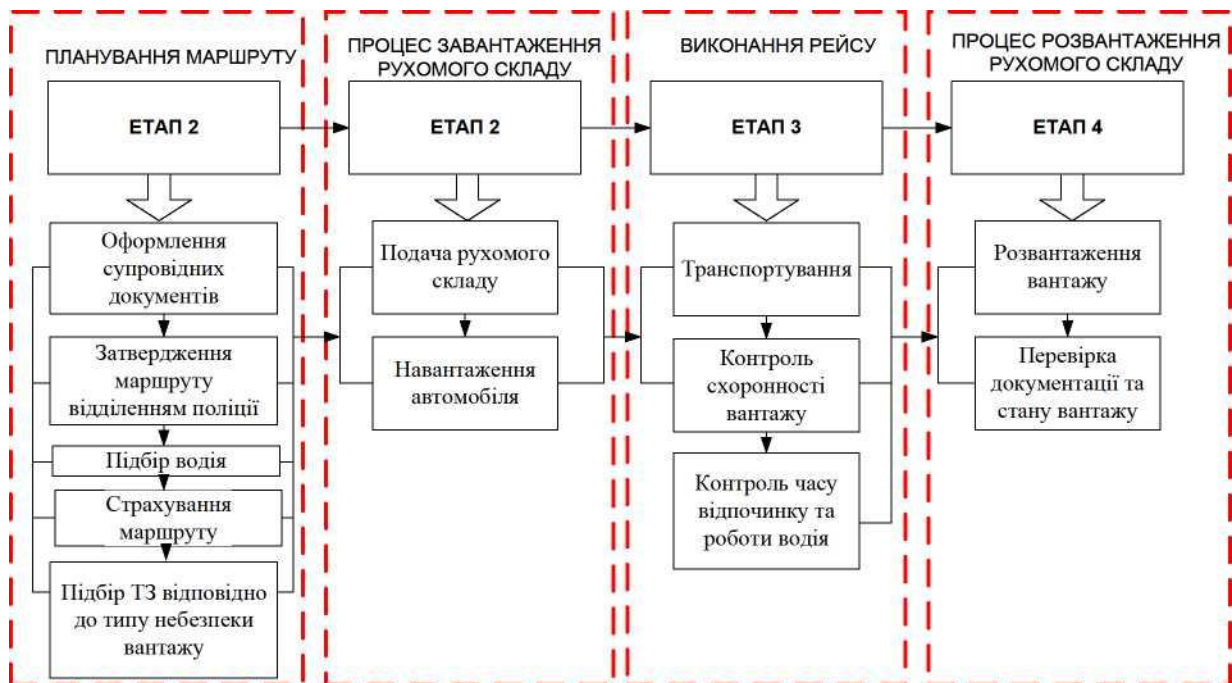 ПЛАНУВАННЯ МАРШРУТУ
ЕТАП 2
Оформлення
супровідних
документів
Затвердження
маршруту
відділенням поліції
Підбір водія
Страхування
маршруту
Підбір ТЗ відповідно
до типу небезпеки
вантажу
ПРОЦЕС ЗАВАНТАЖЕННЯ
РУХОМОГО СКЛАДУ
ЕТАП 2
Подача рухомого
складу
Навантаження
автомобіля
ВИКОНАННЯ РЕЙСУ
ЕТАП 3
Транспортування
Контроль
схоронності
вантажу
Контроль часу
відпочинку та
роботи водія
ПРОЦЕС РОЗВАНТАЖЕННЯ
РУХОМОГО СКЛАДУ
ЕТАП 4
Розвантаження
вантажу
Перевірка
документації та
стану вантажу